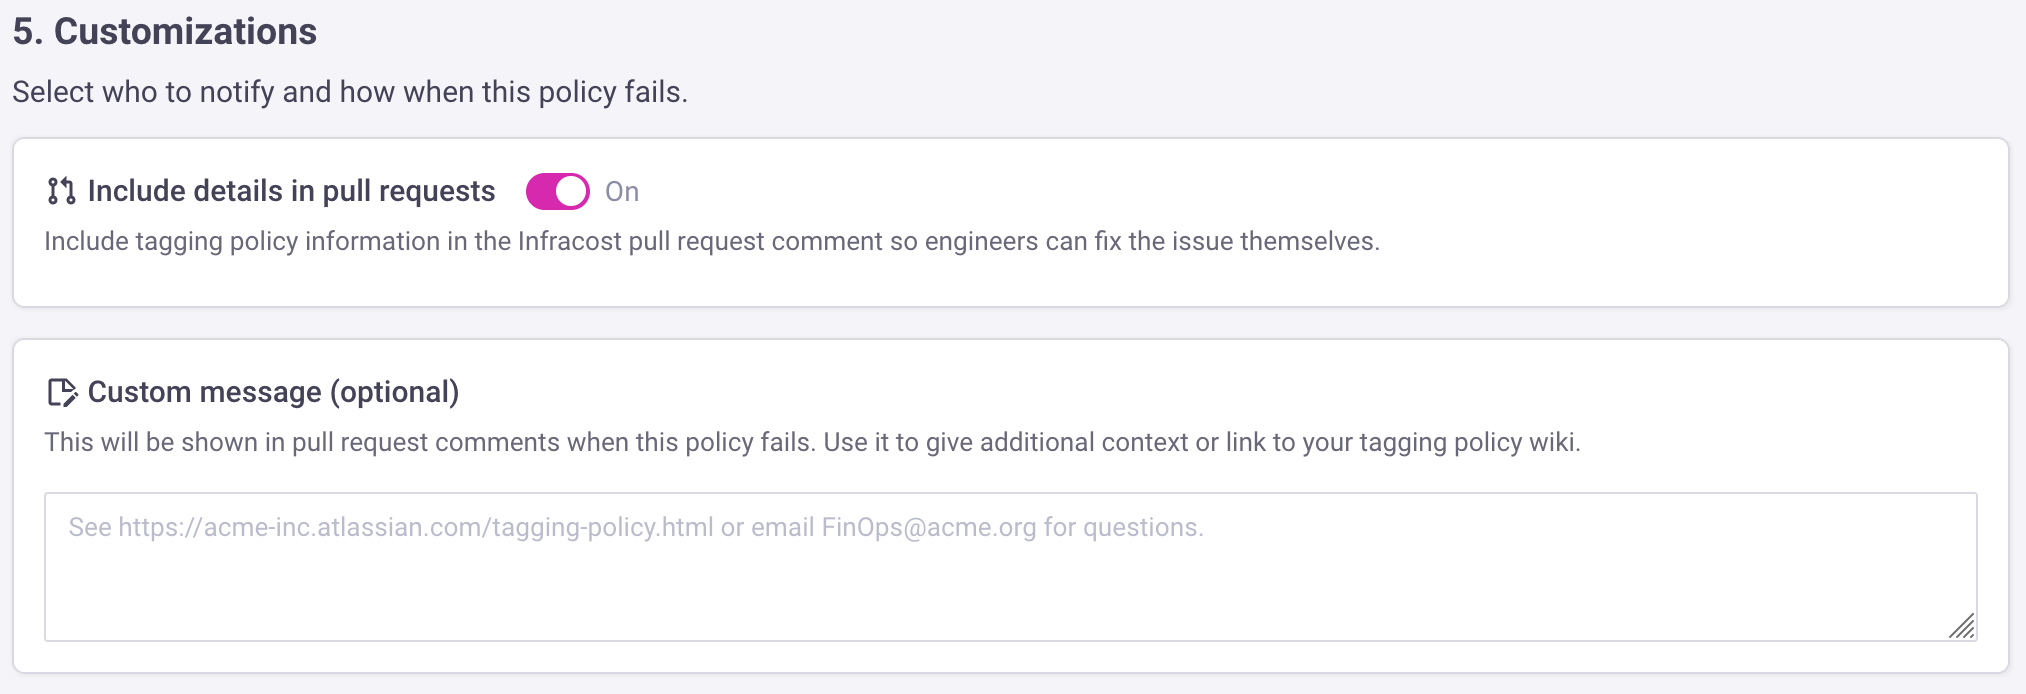 5. Customizations
Select who to notify and how when this policy fails.
Include details in pull requests On
Include tagging policy information in the Infracost pull request comment so engineers can fix the issue themselves.
Custom message (optional)
This will be shown in pull request comments when this policy fails. Use it to give additional context or link to your tagging policy wiki.
See https://acme-inc.atlassian.com/tagging-policy.html or email FinOps@acme.org for questions.